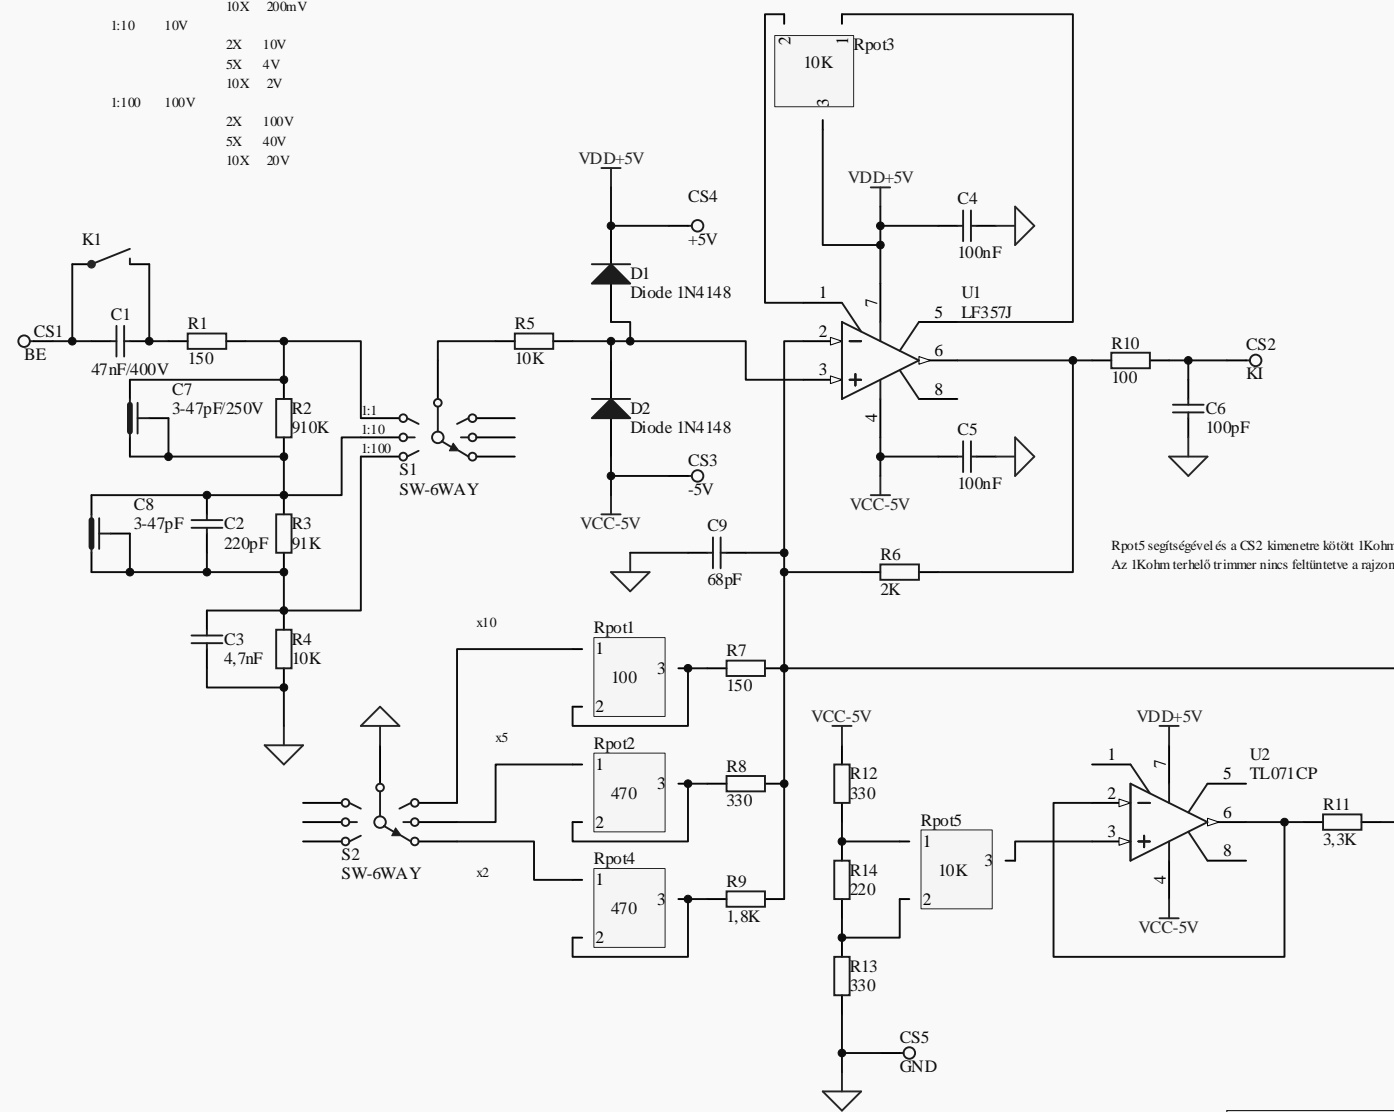 10X 200mV
1:10 10V
2X 10V
5X 4V
10X 2V
1:100 100V
2X 100V
5X 40V
10X 20V
2
1
Rpot3
10K
3
VDD+5V
CS4
+5V
VDD+5V
C4
100nF
K1
D1
Diode 1N4148
1
7
5
U1
LF357J
CS1
BE
C1
47nF/400V
R1
150
R5
10K
2
3
6
8
4
R10
100
CS2
KI
C7
3-47pF/250V
R2
910K
1:1
1:10
1:100
S1
SW-6WAY
D2
Diode 1N4148
CS3
-5V
VCC-5V
C5
100nF
VCC-5V
C6
100pF
C8
3-47pF
C2
220pF
R3
91K
C9
68pF
R6
2K
Rpot5 segítségével és a CS2 kimenetre kötött 1Kohm
Az 1Kohm terhelő trimmer nincs feltüntetve a rajzon
C3
4,7nF
R4
10K
x10
Rpot1
1
100
3
2
R7
150
x5
Rpot2
1
470
3
2
R8
330
S2
SW-6WAY
x2
Rpot4
1
470
3
2
R9
1,8K
VCC-5V
R12
330
Rpot5
1
10K
3
2
R14
220
R13
330
CS5
GND
VDD+5V
1
7
5
U2
TL071CP
2
3
6
8
4
VCC-5V
R11
3,3K